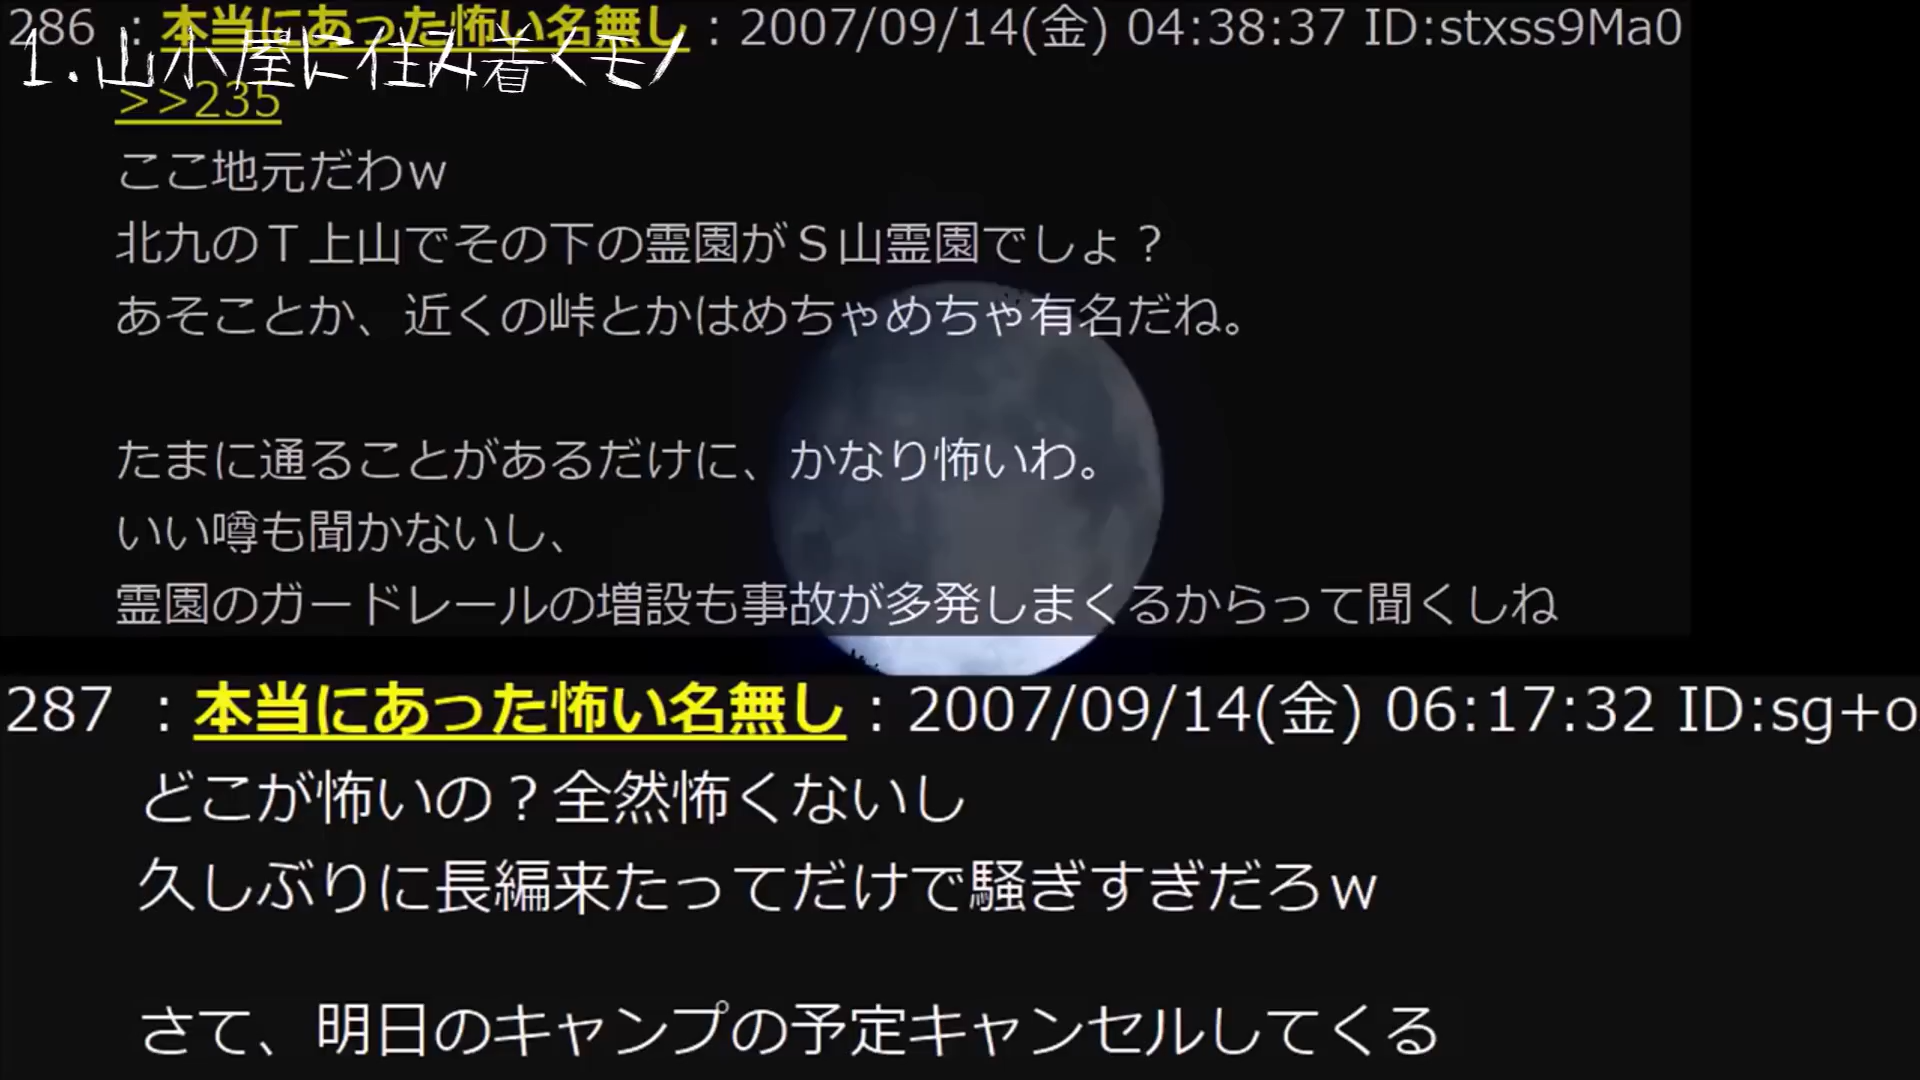 286 ：本当にあった怖い名無し：2007/09/14(金) 04:38:37 ID:stxss9Ma0
1.山小屋に住み着くモノ
>>235
ここ地元だわｗ
北九のＴ上山でその下の霊園がＳ山霊園でしょ？
あそことか、近くの峠とかはめちゃめちゃ有名だね。
たまに通ることがあるだけに、かなり怖いわ。
いい噂も聞かないし、
霊園のガードレールの増設も事故が多発しまくるからって聞くしね
287 ：本当にあった怖い名無し：2007/09/14(金) 06:17:32 ID:sg+o
どこが怖いの？全然怖くないし
久しぶりに長編来たってだけで騒ぎすぎだろｗ
さて、明日のキャンプの予定キャンセルしてくる